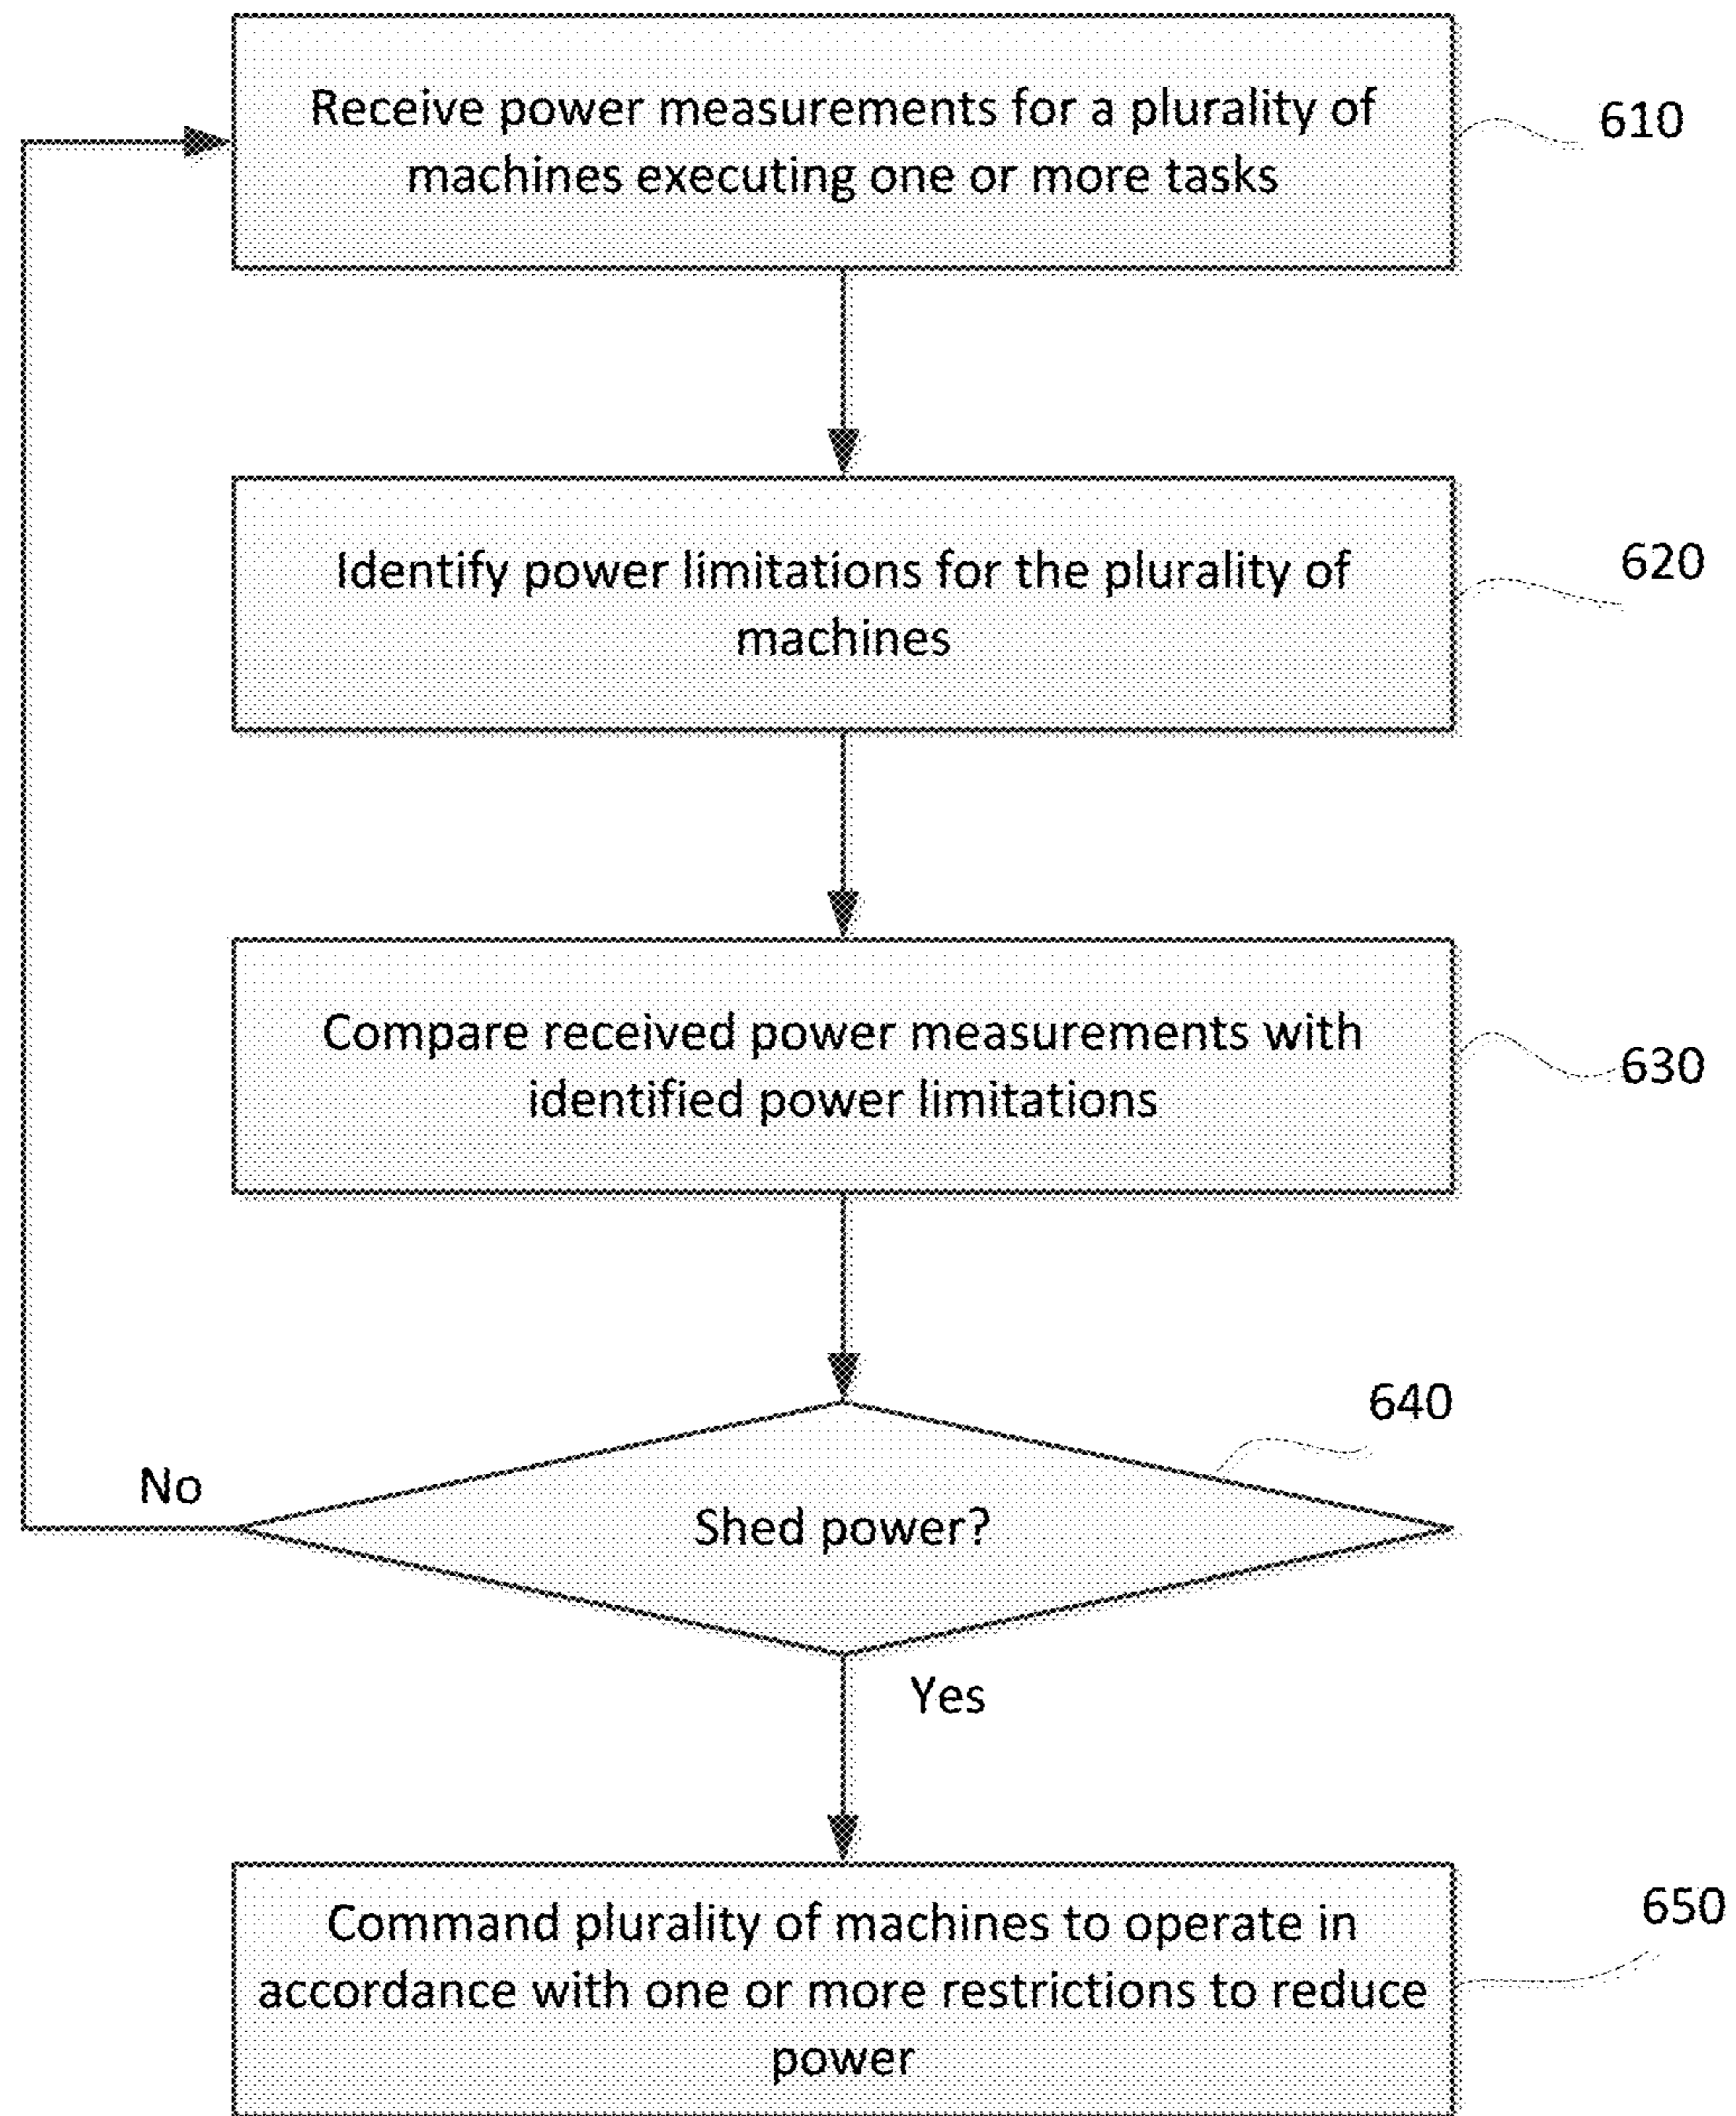 Receive power measurements for a plurality of
machines executing one or more tasks
610
Identify power limitations for the plurality of
machines
620
Compare received power measurements with
identified power limitations
630
640
Shed power?
No
Yes
Command plurality of machines to operate in
accordance with one or more restrictions to reduce
power
650